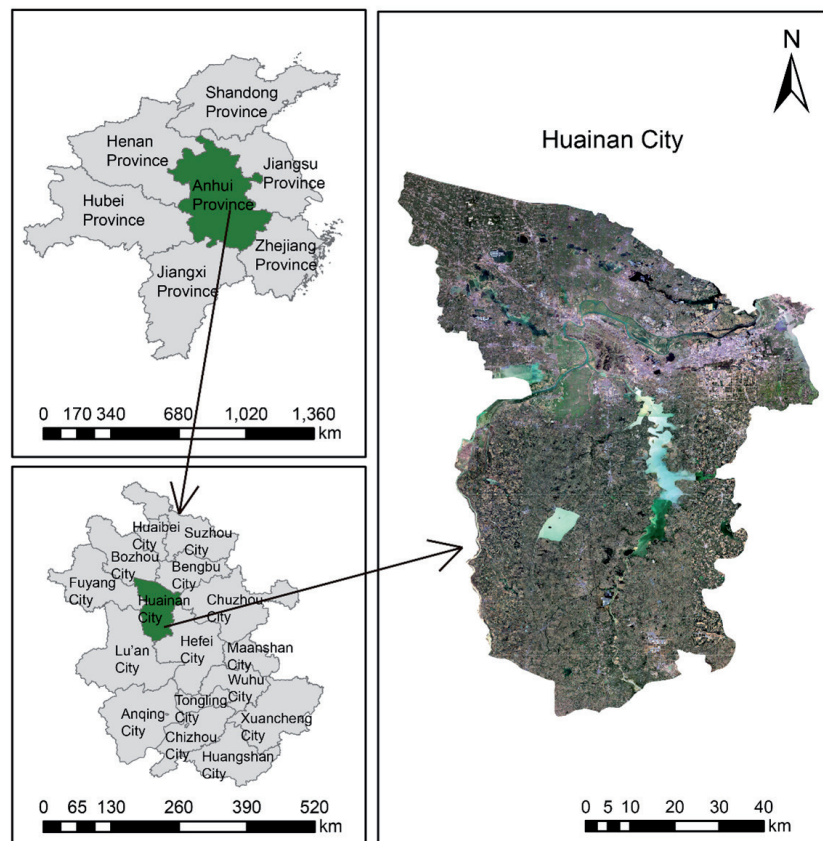 Shandong
Province
Henan
Province
Jiangsu
Province
Anhui
Province
Hubei
Province
Zhejiang
Province
Jiangxi
Province
0 170 340 680 1,020 1,360
km
Huaibei
City
Suzhou
City
Bozhou
City
Bengbu
City
Fuyang
City
Huainan
City
Chuzhou
City
Lu'an
City
Hefei
City
Maanshan
City
Wuhu
City
Tongling
City
Anqing
City
Xuancheng
City
Chizhou
City
Huangshan
City
0 65 130 260 390 520
km
N
Huainan City
0 5 10 20 30 40
km